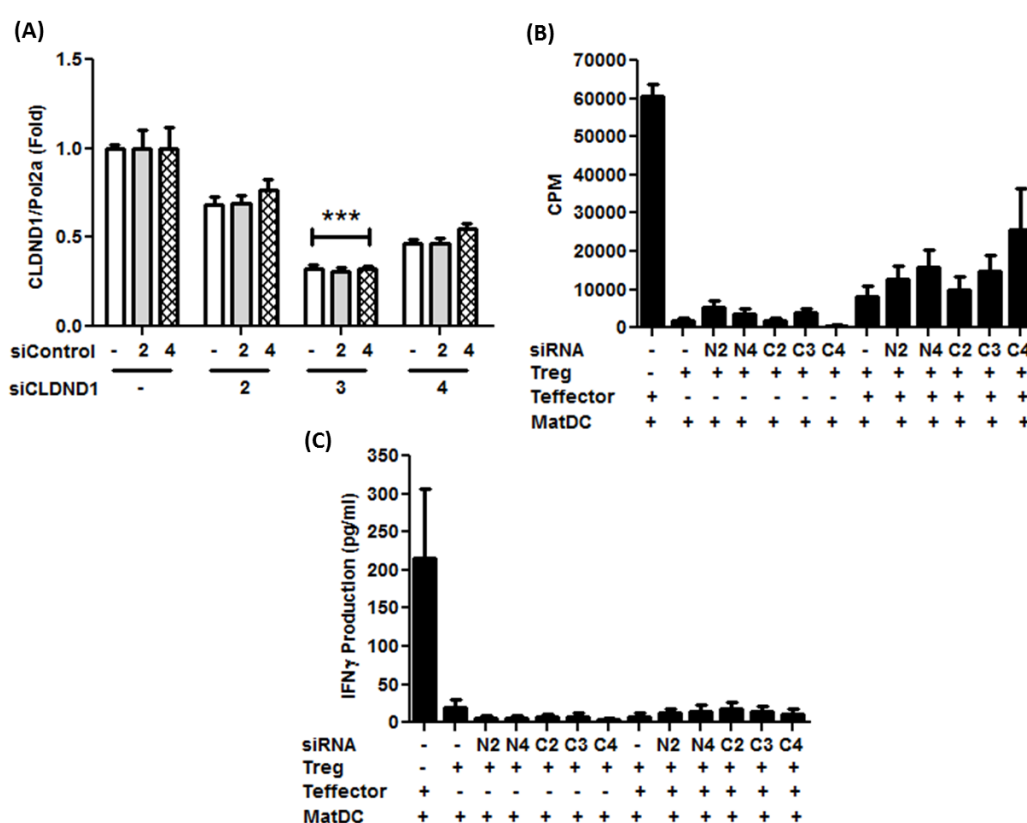 (A)
CLDND1/Pol2a (Fold)
1.5
1.0
0.5
0.0
***
siControl - 2 4 - 2 4 - 2 4 - 2 4
siCLDND1 - 2 3 4
(B)
CPM
70000
60000
50000
40000
30000
20000
10000
0
siRNA - - N2 N4 C2 C3 C4 - N2 N4 C2 C3 C4
Treg - + + + + + + + + + + + +
Teffector + - - - - - - + + + + + +
MatDC + + + + + + + + + + + + +
(C)
IFNγ Production (pg/ml)
350
300
250
200
150
100
50
0
siRNA - - N2 N4 C2 C3 C4 - N2 N4 C2 C3 C4
Treg - + + + + + + + + + + + +
Teffector + - - - - - - + + + + + +
MatDC + + + + + + + + + + + + +